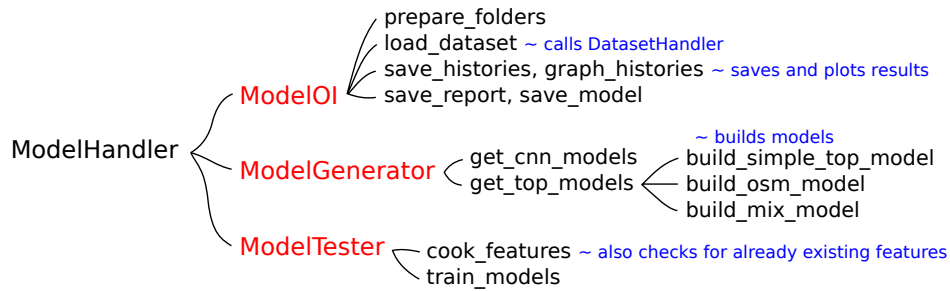 prepare_folders
load_dataset ~ calls DatasetHandler
save_histories, graph_histories ~ saves and plots results
ModelOI
save_report, save_model
~ builds models
ModelHandler
get_cnn_models
build_simple_top_model
ModelGenerator
get_top_models
build_osm_model
build_mix_model
ModelTester
cook_features ~ also checks for already existing features
train_models